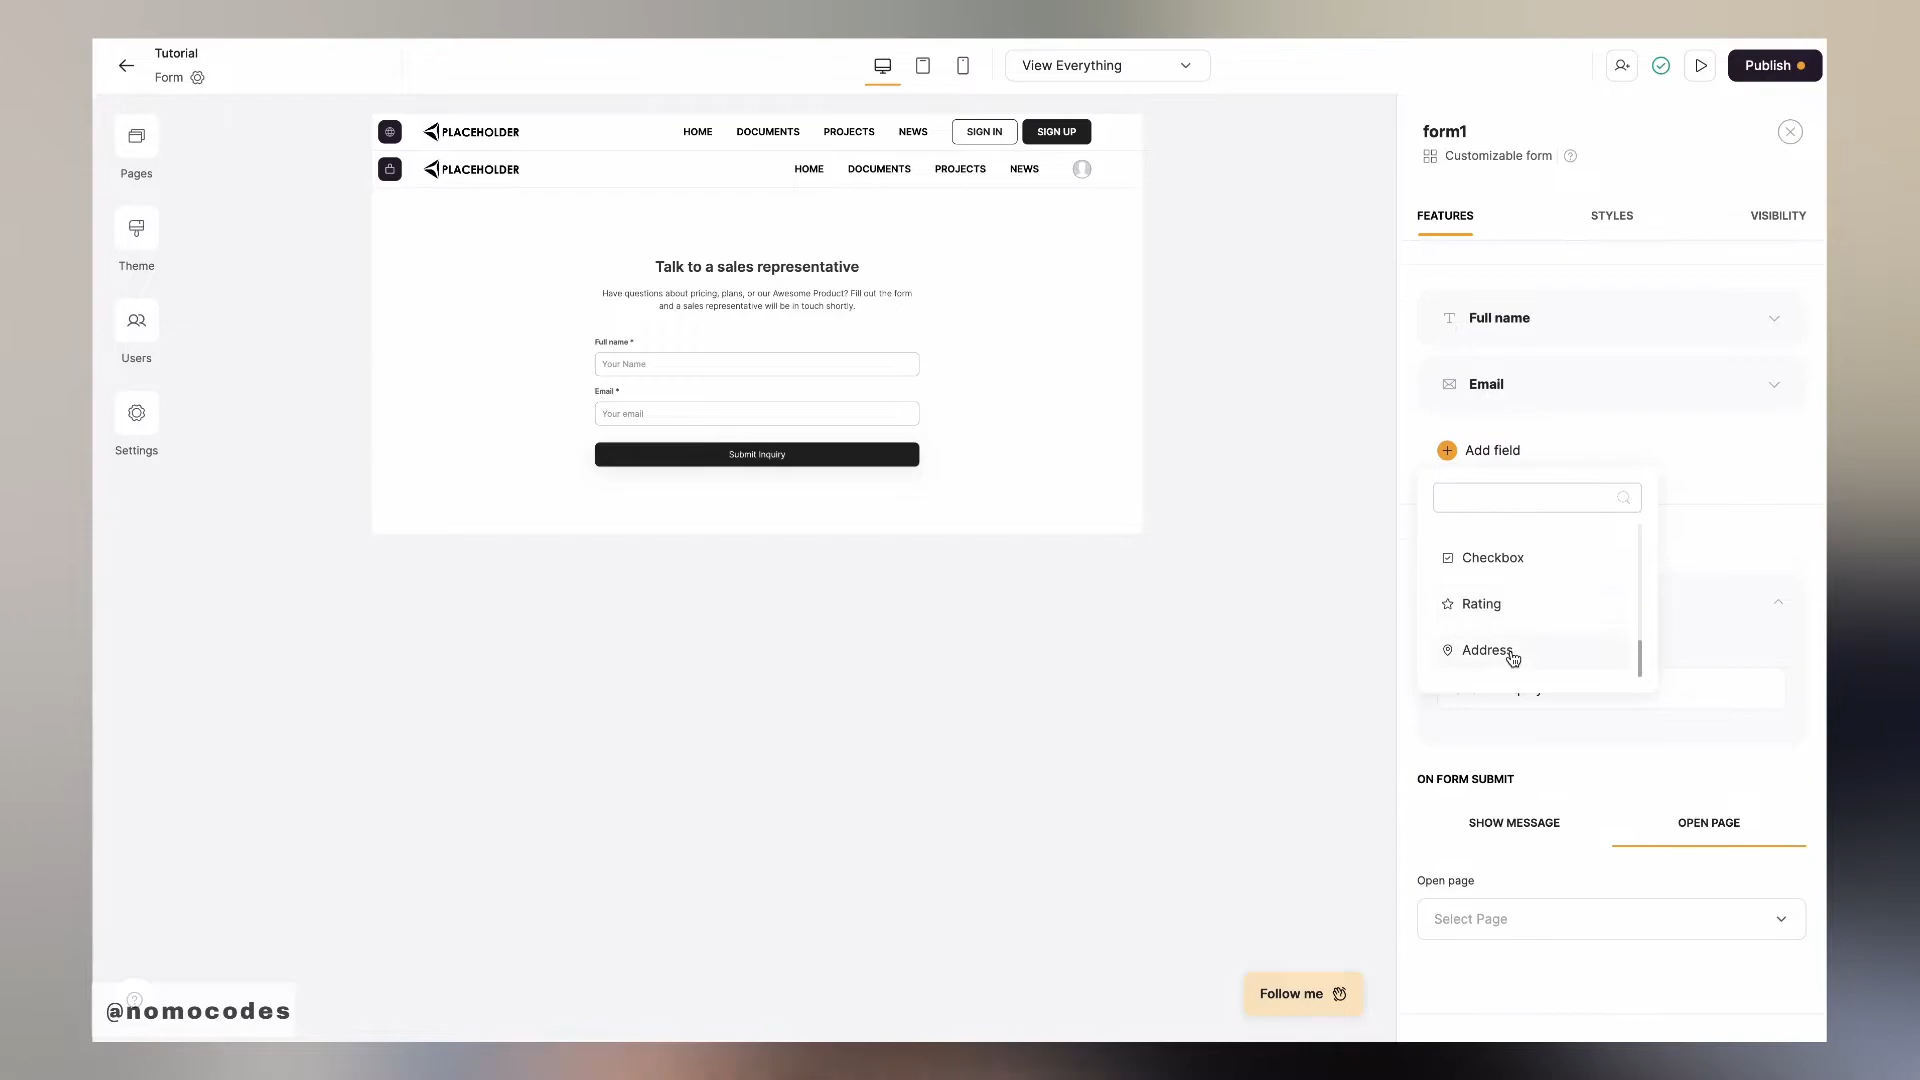 Tutorial
Form
View Everything
Publish
Pages
Theme
Users
Settings
PLACEHOLDER
HOME
DOCUMENTS
PROJECTS
NEWS
SIGN IN
SIGN UP
PLACEHOLDER
HOME
DOCUMENTS
PROJECTS
NEWS
Talk to a sales representative
Have questions about pricing, plans, or our Awesome Product? Fill out the form
and a sales representative will be in touch shortly.
Full name *
Your Name
Email *
Your email
Submit Inquiry
form1
Customizable form
FEATURES
STYLES
VISIBILITY
Full name
Email
Add field
Checkbox
Rating
Address
ON FORM SUBMIT
SHOW MESSAGE
OPEN PAGE
Open page
Select Page
Follow me
@nomocodes